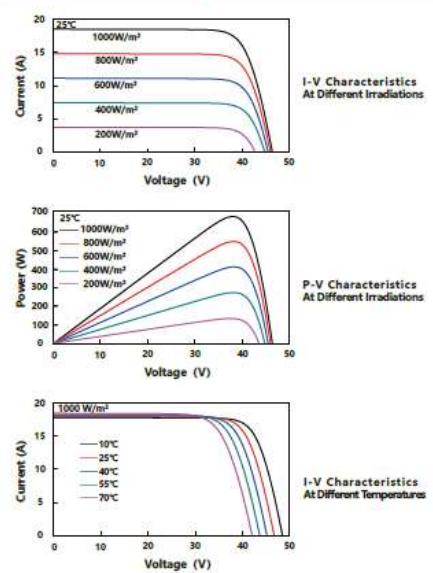 20
25℃
1000W/m²
15
800W/m²
Current (A)
10
600W/m²
400W/m²
5
200W/m²
0
0 10 20 30 40 50
Voltage (V)
I-V Characteristics
At Different Irradiations
700
25℃
600
1000W/m²
500
800W/m²
Power (W)
400
600W/m²
300
400W/m²
200
200W/m²
100
0
0 10 20 30 40 50
Voltage (V)
P-V Characteristics
At Different Irradiations
20
1000 W/m²
15
10℃
Current (A)
25℃
10
40℃
55℃
5
70℃
0
0 10 20 30 40 50
Voltage (V)
I-V Characteristics
At Different Temperatures